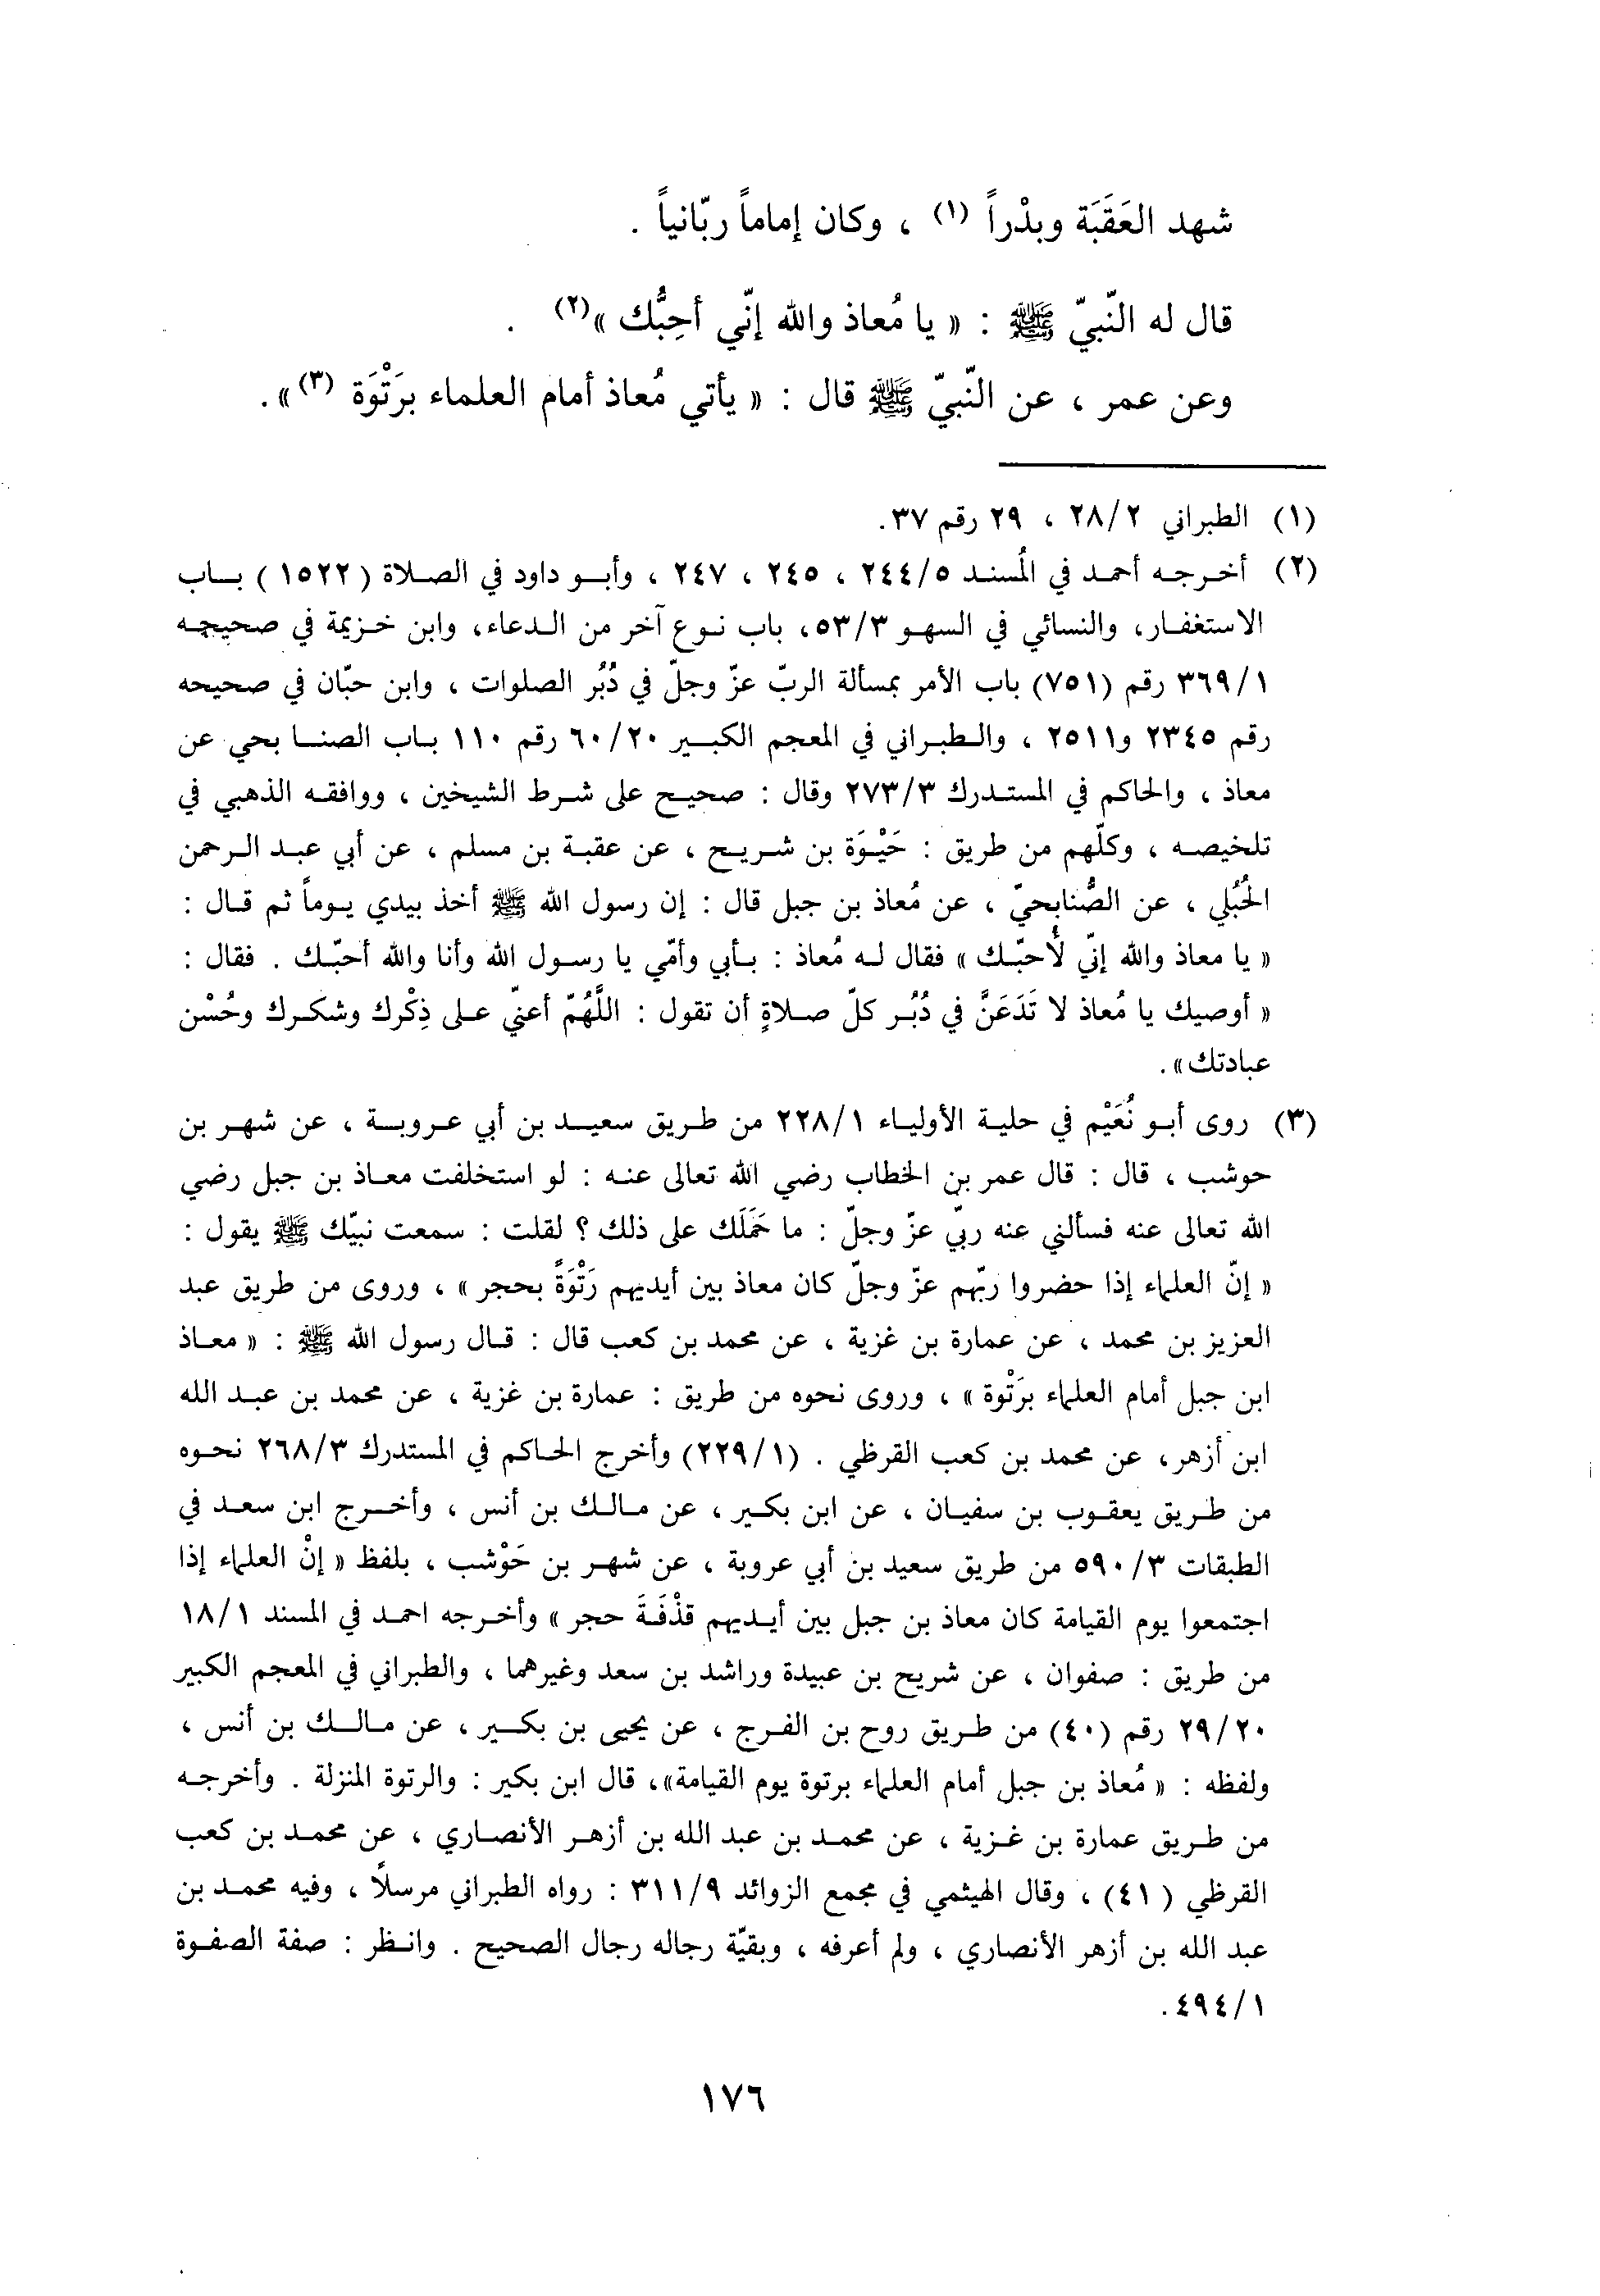 شهد العَقَبَة وبدْراً (١) ، وكان إماماً ربّانياً .
قال له النّبيّ ﷺ : « يا مُعاذ والله إنّي أحِبُّك »(٢) .
وعن عمر ، عن النّبيّ ﷺ قال : « يأتي مُعاذ أمام العلماء برَتْوَة (٣)» .
(١) الطبراني ٢/ ٢٨ ، ٢٩ رقم ٣٧.
(٢) أخرجه أحمد في المُسند ٥/ ٢٤٤ ، ٢٤٥ ، ٢٤٧ ، وأبو داود في الصلاة ( ١٥٢٢ ) باب
الاستغفار، والنسائي في السهو ٣/ ٥٣، باب نوع آخر من الدعاء، وابن خزيمة في صحيحه
١/ ٣٦٩ رقم (٧٥١) باب الأمر بمسألة الربّ عزّ وجلّ في دُبُر الصلوات ، وابن حبّان في صحيحه
رقم ٢٣٤٥ و٢٥١١ ، والطبراني في المعجم الكبير ٢٠/ ٦٠ رقم ١١٠ باب الصنا بحي عن
معاذ ، والحاكم في المستدرك ٣/ ٢٧٣ وقال : صحيح على شرط الشيخين ، ووافقه الذهبي في
تلخيصه ، وكلّهم من طريق : حَيْوَة بن شريح ، عن عقبة بن مسلم ، عن أبي عبد الرحمن
الحُبُلي ، عن الصُّنابحيّ ، عن مُعاذ بن جبل قال : إن رسول الله ﷺ أخذ بيدي يوماً ثم قال :
« يا معاذ والله إنّي لأُحبّك » فقال له مُعاذ : بأبي وأمّي يا رسول الله وأنا والله أحبّك . فقال :
« أوصيك يا مُعاذ لا تَدَعَنَّ في دُبُر كلّ صلاةٍ أن تقول : اللَّهُمّ أعنّي على ذِكْرك وشكرك وحُسْن
عبادتك» .
(٣) روى أبو نُعَيْم في حلية الأولياء ١/ ٢٢٨ من طريق سعيد بن أبي عروبة ، عن شهر بن
حوشب ، قال : قال عمر بن الخطاب رضي الله تعالى عنه : لو استخلفت معاذ بن جبل رضي
الله تعالى عنه فسألني عنه ربّي عزّ وجلّ : ما حَمَلَك على ذلك ؟ لقلت : سمعت نبيّك ﷺ يقول :
« إنّ العلماء إذا حضروا ربّهم عزّ وجلّ كان معاذ بين أيديهم رَتْوَةً بحجر » ، وروى من طريق عبد
العزيز بن محمد ، عن عمارة بن غزية ، عن محمد بن كعب قال : قال رسول الله ﷺ : « معاذ
ابن جبل أمام العلماء برَتْوة » ، وروى نحوه من طريق : عمارة بن غزية ، عن محمد بن عبد الله
ابن أزهر، عن محمد بن كعب القرظي . (١/ ٢٢٩) وأخرج الحاكم في المستدرك ٣/ ٢٦٨ نحوه
من طريق يعقوب بن سفيان ، عن ابن بكير ، عن مالك بن أنس ، وأخرج ابن سعد في
الطبقات ٣/ ٥٩٠ من طريق سعيد بن أبي عروبة ، عن شهر بن حَوْشب ، بلفظ « إنْ العلماء إذا
اجتمعوا يوم القيامة كان معاذ بن جبل بين أيديهم قذْفَةَ حجر » وأخرجه احمد في المسند ١/ ١٨
من طريق : صفوان ، عن شريح بن عبيدة وراشد بن سعد وغيرهما ، والطبراني في المعجم الكبير
٢٠/ ٢٩ رقم (٤٠) من طريق روح بن الفرج ، عن يحيى بن بكير ، عن مالك بن أنس ،
ولفظه : « مُعاذ بن جبل أمام العلماء برتوة يوم القيامة»، قال ابن بكير : والرتوة المنزلة . وأخرجه
من طريق عمارة بن غزية ، عن محمد بن عبد الله بن أزهر الأنصاري ، عن محمد بن كعب
القرظي ( ٤١) ، وقال الهيثمي في مجمع الزوائد ٩/ ٣١١ : رواه الطبراني مرسلاً ، وفيه محمد بن
عبد الله بن أزهر الأنصاري ، ولم أعرفه ، وبقيّة رجاله رجال الصحيح . وانظر : صفة الصفوة
١/ ٤٩٤.
١٧٦